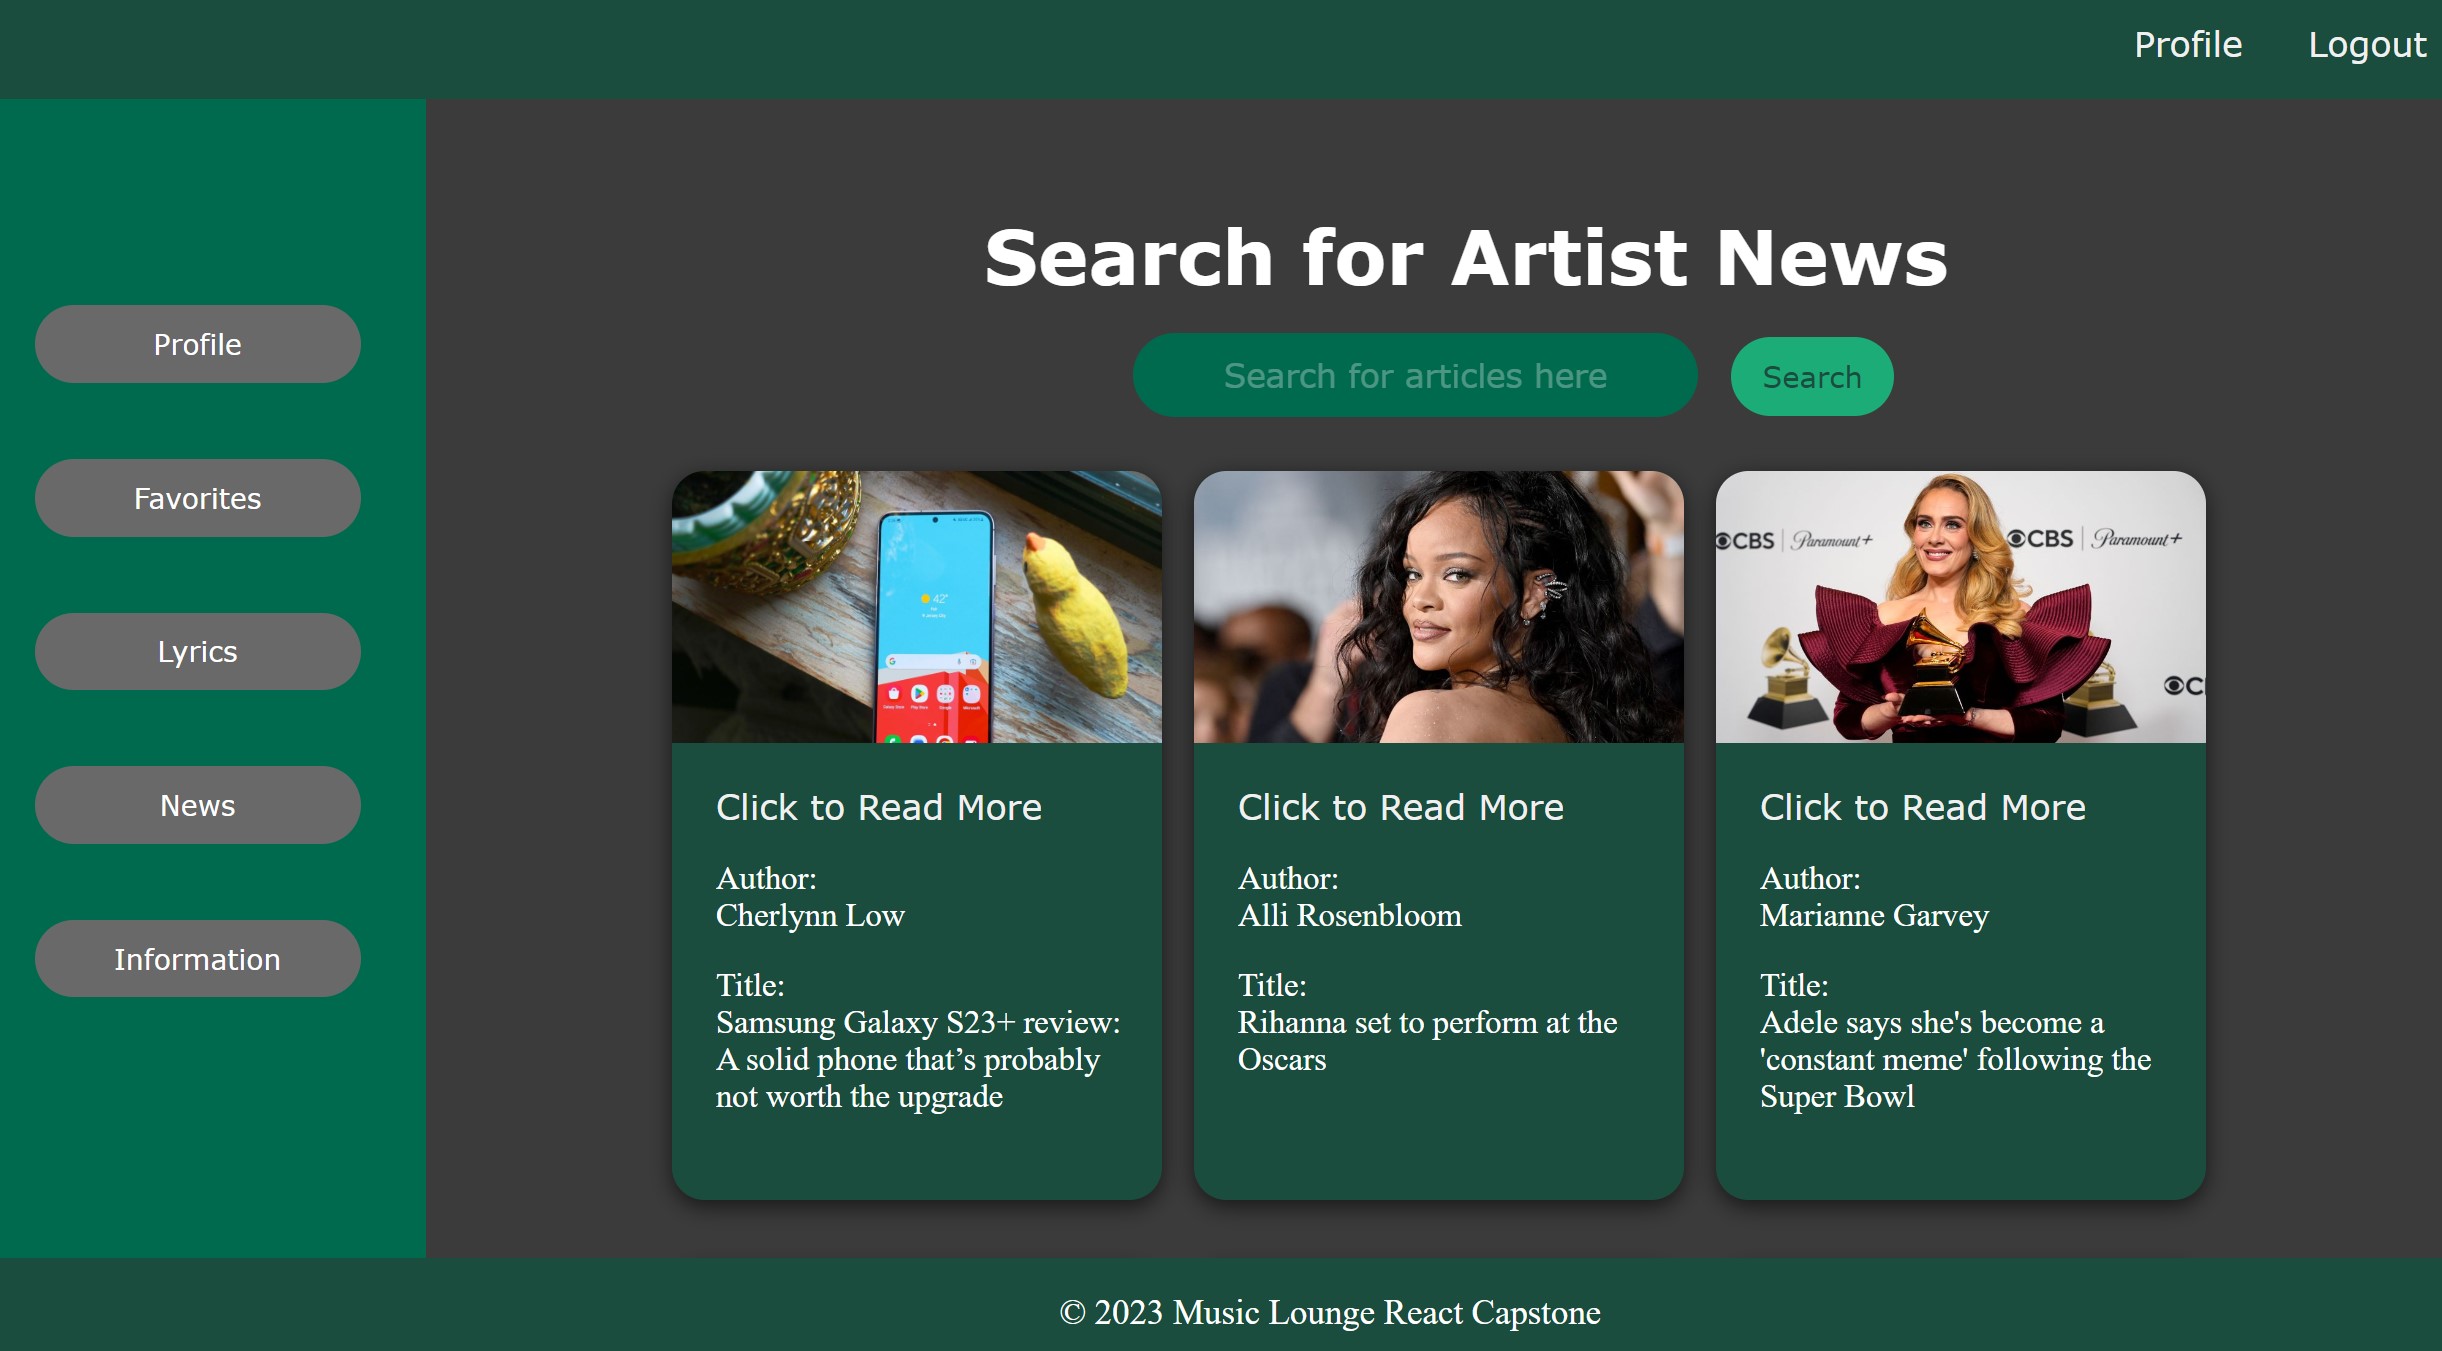 Profile Logout
Search for Artist News
Search for articles here Search
Profile
Favorites
Lyrics
News
Information
42°
CBS | Paramount+ CBS | Paramount+
Click to Read More
Author:
Cherlynn Low
Title:
Samsung Galaxy S23+ review:
A solid phone that’s probably
not worth the upgrade
Click to Read More
Author:
Alli Rosenbloom
Title:
Rihanna set to perform at the
Oscars
Click to Read More
Author:
Marianne Garvey
Title:
Adele says she's become a
'constant meme' following the
Super Bowl
© 2023 Music Lounge React Capstone